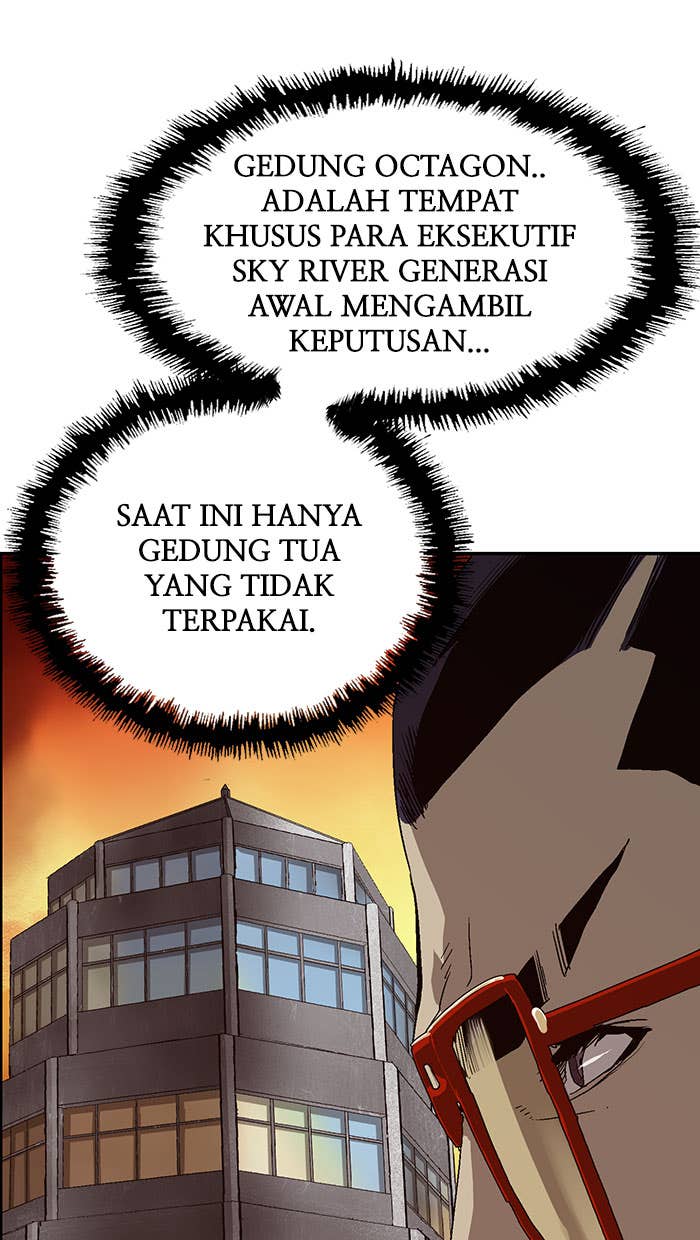 GEDUNG OCTAGON..
ADALAH TEMPAT
KHUSUS PARA EKSEKUTIF
SKY RIVER GENERASI
AWAL MENGAMBIL
KEPUTUSAN...
SAAT INI HANYA
GEDUNG TUA
YANG TIDAK
TERPAKAI.